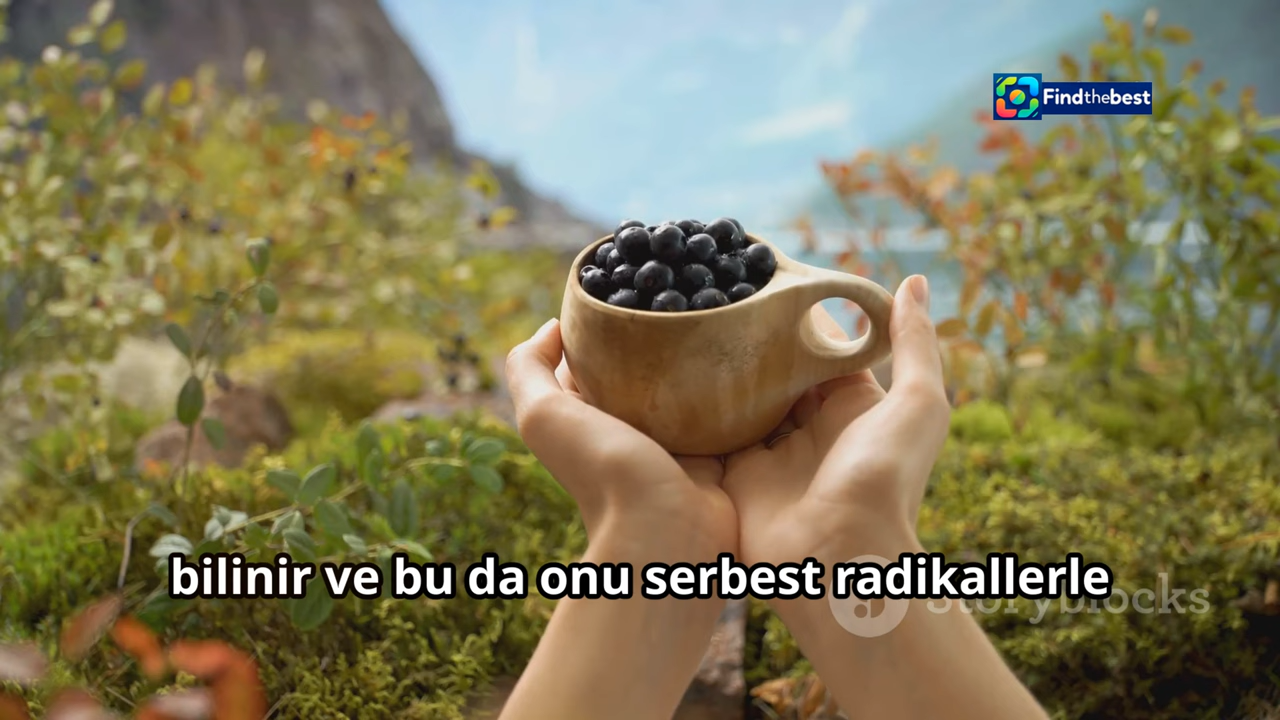 Findthebest
bilinir ve bu da onu serbest radikallerle
storyblocks